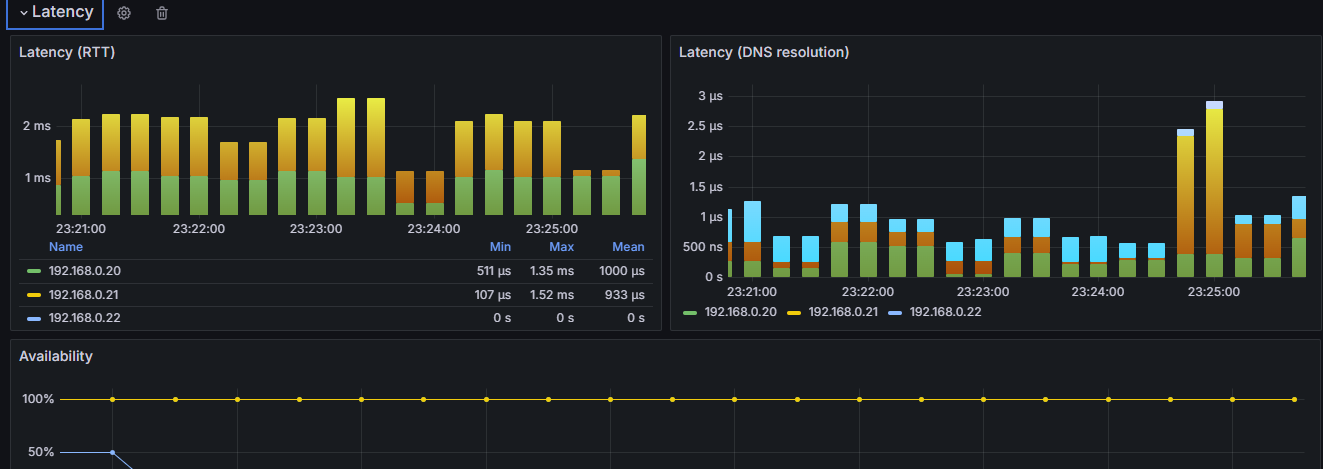 Latency
Latency (RTT)
2 ms
1 ms
23:21:00 23:22:00 23:23:00 23:24:00 23:25:00
Name Min Max Mean
192.168.0.20 511 µs 1.35 ms 1000 µs
192.168.0.21 107 µs 1.52 ms 933 µs
192.168.0.22 0 s 0 s 0 s
Latency (DNS resolution)
3 µs
2.5 µs
2 µs
1.5 µs
1 µs
500 ns
0 s
23:21:00 23:22:00 23:23:00 23:24:00 23:25:00
192.168.0.20 192.168.0.21 192.168.0.22
Availability
100%
50%